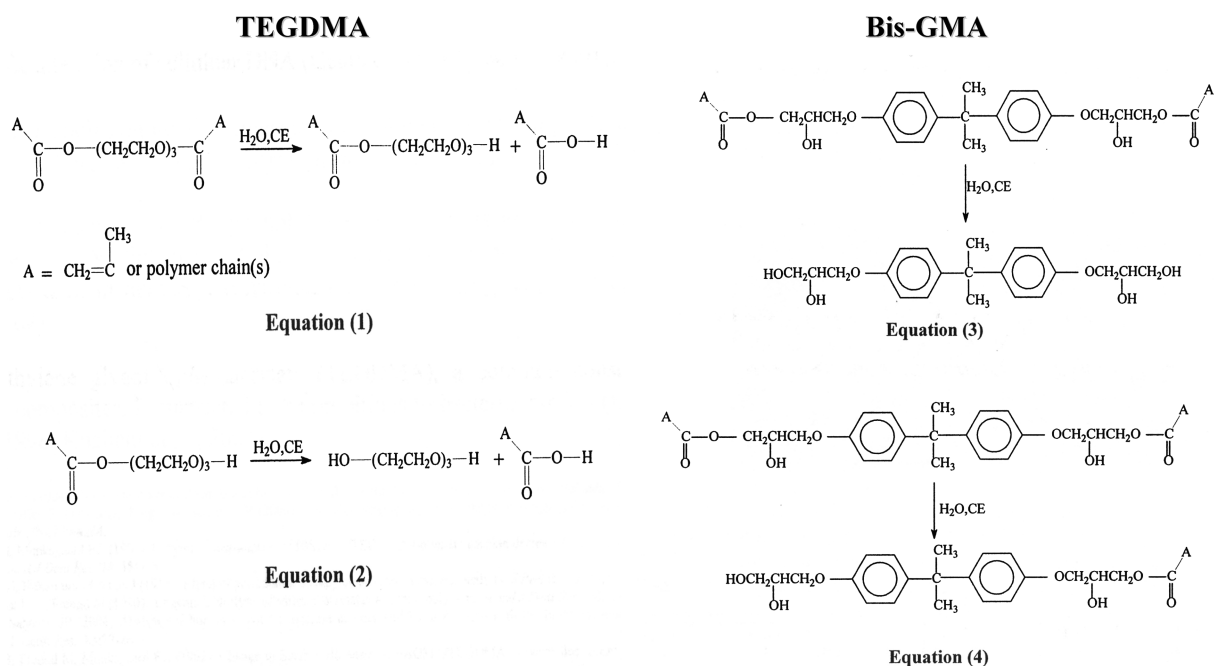 TEGDMA
A A
C—O—(CH₂CH₂O)₃—C
O O
H₂O,CE
A A
C—O—(CH₂CH₂O)₃—H + C—O—H
O O
CH₃
A = CH₂=C or polymer chain(s)
Equation (1)
A
C—O—(CH₂CH₂O)₃—H
O
H₂O,CE
A
HO—(CH₂CH₂O)₃—H + C—O—H
O
Equation (2)
Bis-GMA
A CH₃ A
C—O— CH₂CHCH₂O C OCH₂CHCH₂O— C
O OH CH₃ OH O
H₂O,CE
CH₃
HOCH₂CHCH₂O C OCH₂CHCH₂OH
OH CH₃ OH
Equation (3)
A CH₃ A
C—O— CH₂CHCH₂O C OCH₂CHCH₂O— C
O OH CH₃ OH O
H₂O,CE
CH₃ A
HOCH₂CHCH₂O C OCH₂CHCH₂O— C
OH CH₃ OH O
Equation (4)